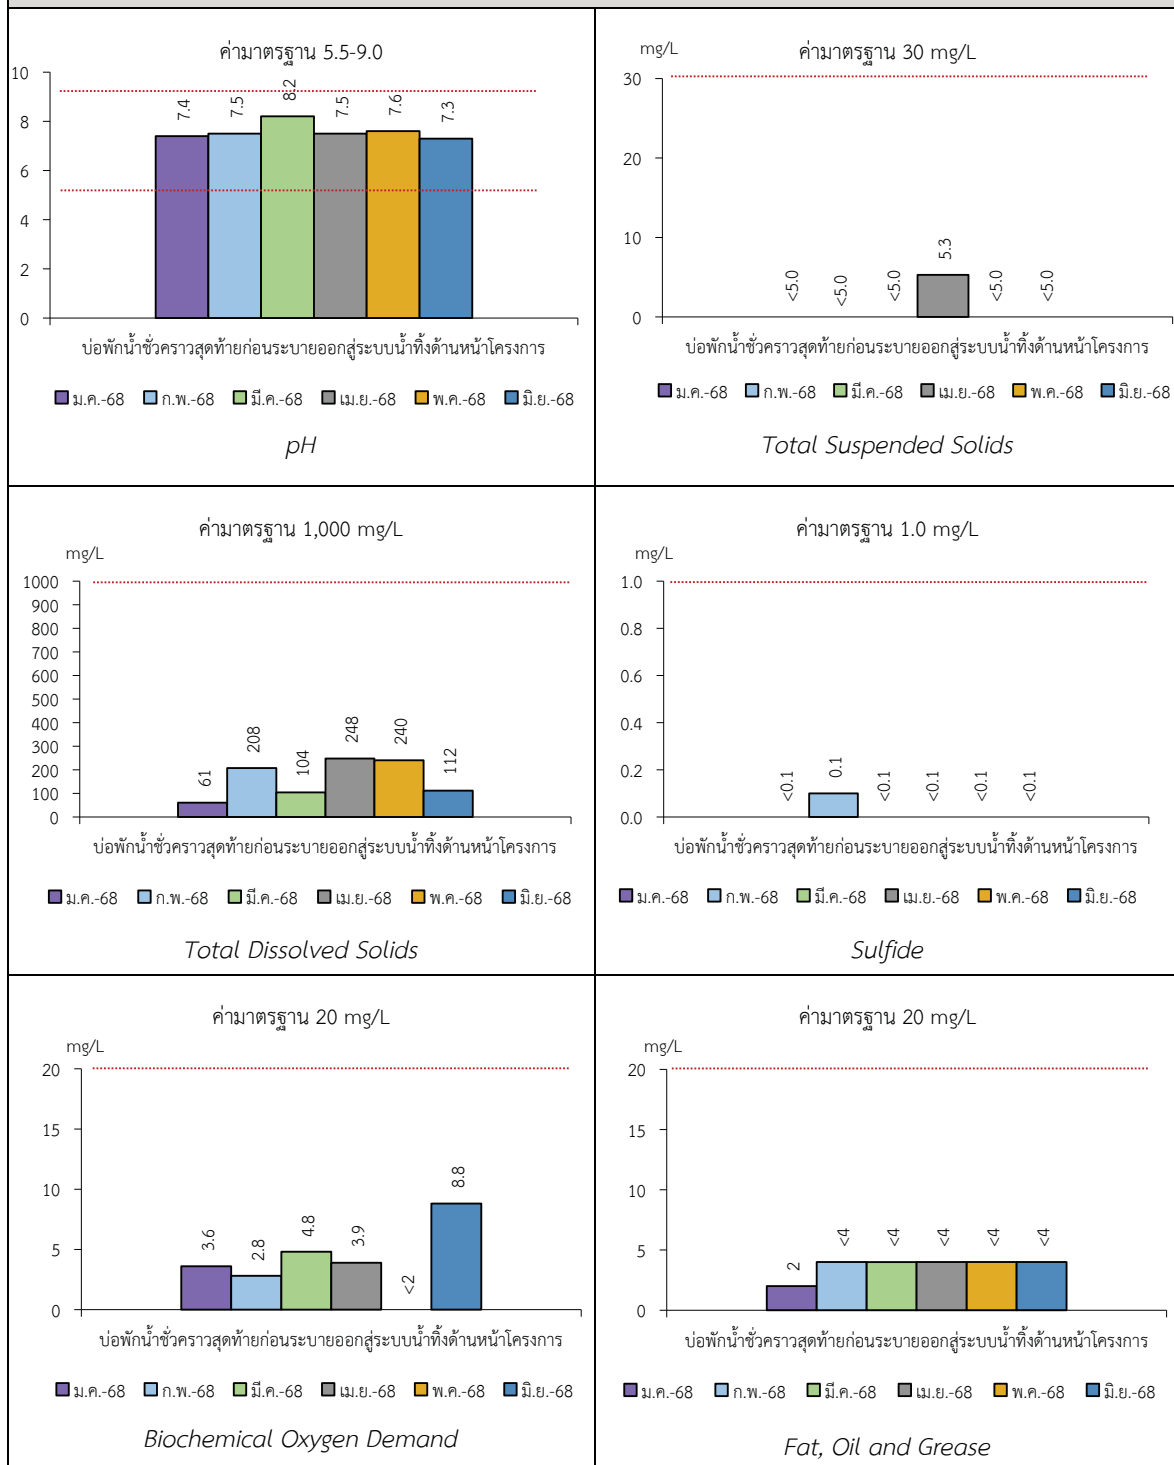 ค่ามาตรฐาน 5.5-9.0
10
8
6
4
2
0
7.4
7.5
8.2
7.5
7.6
7.3
บ่อพักน้ำชั่วคราวสุดท้ายก่อนระบายออกสู่ระบบน้ำทิ้งด้านหน้าโครงการ
ม.ค.-68 ก.พ.-68 มี.ค.-68 เม.ย.-68 พ.ค.-68 มิ.ย.-68
pH
ค่ามาตรฐาน 30 mg/L
mg/L
30
20
10
0
<5.0
<5.0
<5.0
5.3
<5.0
<5.0
บ่อพักน้ำชั่วคราวสุดท้ายก่อนระบายออกสู่ระบบน้ำทิ้งด้านหน้าโครงการ
ม.ค.-68 ก.พ.-68 มี.ค.-68 เม.ย.-68 พ.ค.-68 มิ.ย.-68
Total Suspended Solids
ค่ามาตรฐาน 1,000 mg/L
mg/L
1000
900
800
700
600
500
400
300
200
100
0
61
208
104
248
240
112
บ่อพักน้ำชั่วคราวสุดท้ายก่อนระบายออกสู่ระบบน้ำทิ้งด้านหน้าโครงการ
ม.ค.-68 ก.พ.-68 มี.ค.-68 เม.ย.-68 พ.ค.-68 มิ.ย.-68
Total Dissolved Solids
ค่ามาตรฐาน 1.0 mg/L
mg/L
1.0
0.8
0.6
0.4
0.2
0.0
<0.1
0.1
<0.1
<0.1
<0.1
<0.1
บ่อพักน้ำชั่วคราวสุดท้ายก่อนระบายออกสู่ระบบน้ำทิ้งด้านหน้าโครงการ
ม.ค.-68 ก.พ.-68 มี.ค.-68 เม.ย.-68 พ.ค.-68 มิ.ย.-68
Sulfide
ค่ามาตรฐาน 20 mg/L
mg/L
20
15
10
5
0
3.6
2.8
4.8
3.9
<2
8.8
บ่อพักน้ำชั่วคราวสุดท้ายก่อนระบายออกสู่ระบบน้ำทิ้งด้านหน้าโครงการ
ม.ค.-68 ก.พ.-68 มี.ค.-68 เม.ย.-68 พ.ค.-68 มิ.ย.-68
Biochemical Oxygen Demand
ค่ามาตรฐาน 20 mg/L
mg/L
20
15
10
5
0
2
<4
<4
<4
<4
<4
บ่อพักน้ำชั่วคราวสุดท้ายก่อนระบายออกสู่ระบบน้ำทิ้งด้านหน้าโครงการ
ม.ค.-68 ก.พ.-68 มี.ค.-68 เม.ย.-68 พ.ค.-68 มิ.ย.-68
Fat, Oil and Grease